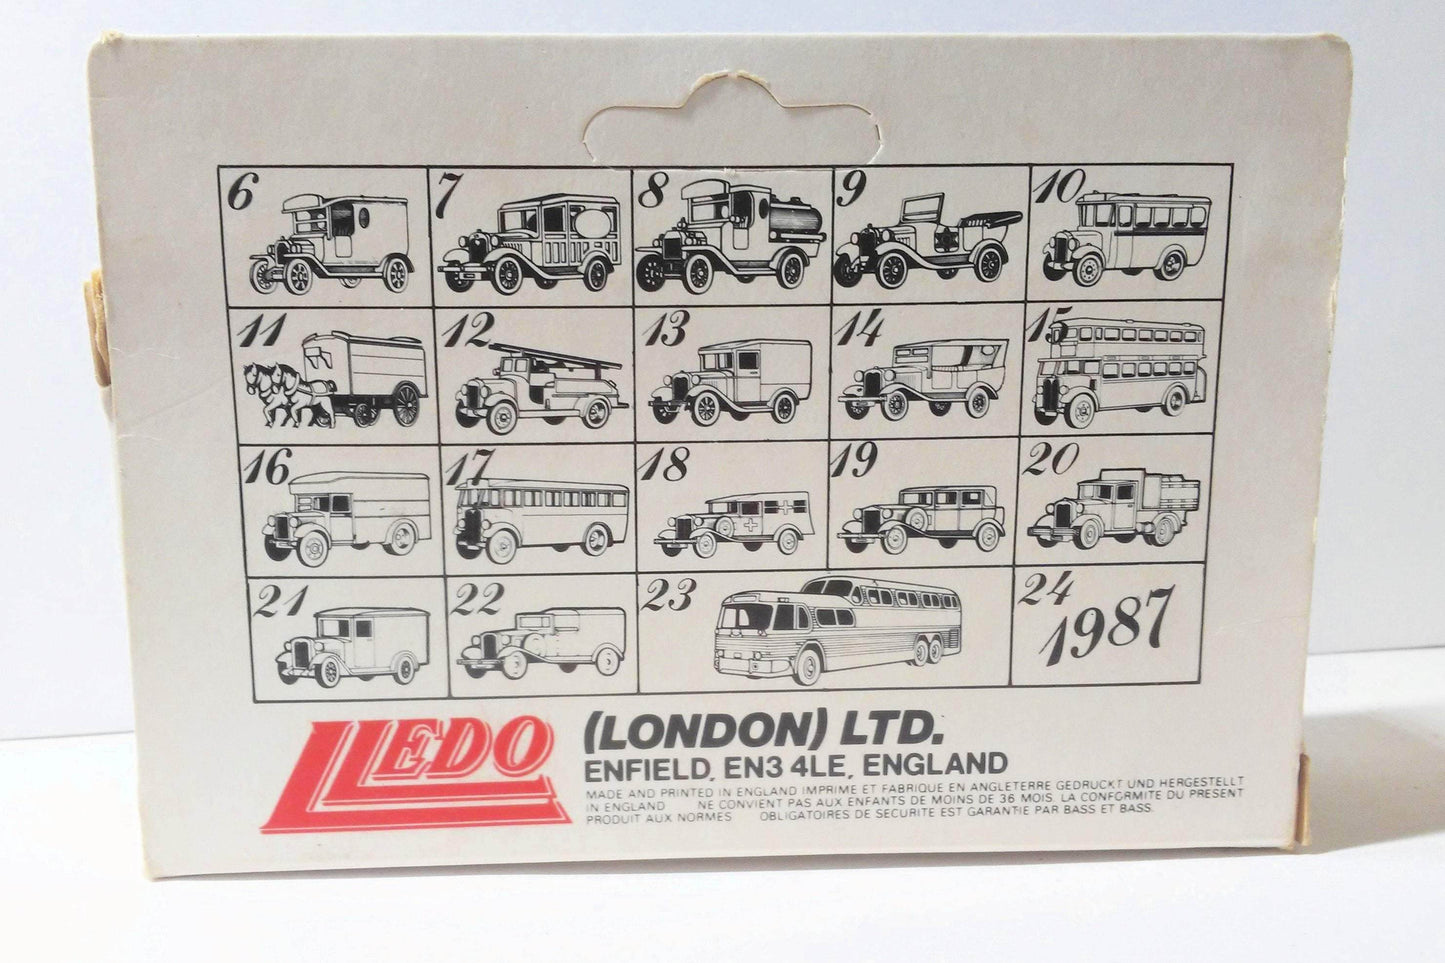 6 7 8 9 10
11 12 13 14 15
16 17 18 19 20
21 22 23 24 1987
LLEDO (LONDON) LTD.
ENFIELD, EN3 4LE, ENGLAND
MADE AND PRINTED IN ENGLAND IMPRIME ET FABRIQUE EN ANGLETERRE GEDRUCKT UND HERGESTELLT
IN ENGLAND NE CONVIENT PAS AUX ENFANTS DE MOINS DE 36 MOIS. LA CONFORMITE DU PRESENT
PRODUIT AUX NORMES OBLIGATOIRES DE SECURITE EST GARANTIE PAR BASS ET BASS.